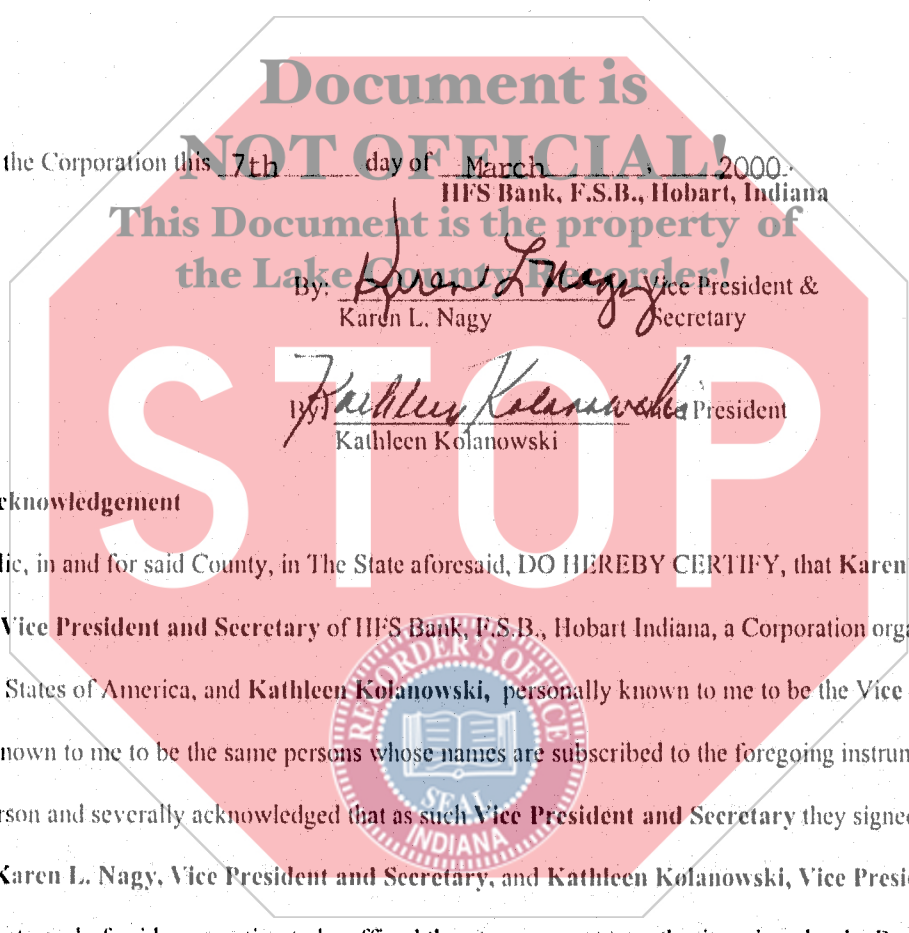 Document is
NOT OFFICIAL!
the Corporation this 7th day of March , 2000.
HFS Bank, F.S.B., Hobart, Indiana
This Document is the property of
the Lake County Recorder!
By: Karen L Nagy Vice President &
Karen L. Nagy Secretary
By: Kathleen Kolanowski Vice President
Kathleen Kolanowski
STOP
cknowledgement
lic, in and for said County, in The State aforesaid, DO HEREBY CERTIFY, that Karen
Vice President and Secretary of HFS Bank, F.S.B., Hobart Indiana, a Corporation orga
States of America, and Kathleen Kolanowski, personally known to me to be the Vice
nown to me to be the same persons whose names are subscribed to the foregoing instrun
rson and severally acknowledged that as such Vice President and Secretary they signed
Karen L. Nagy, Vice President and Secretary, and Kathleen Kolanowski, Vice Presi
RECORDER'S OFFICE
SEAL
INDIANA